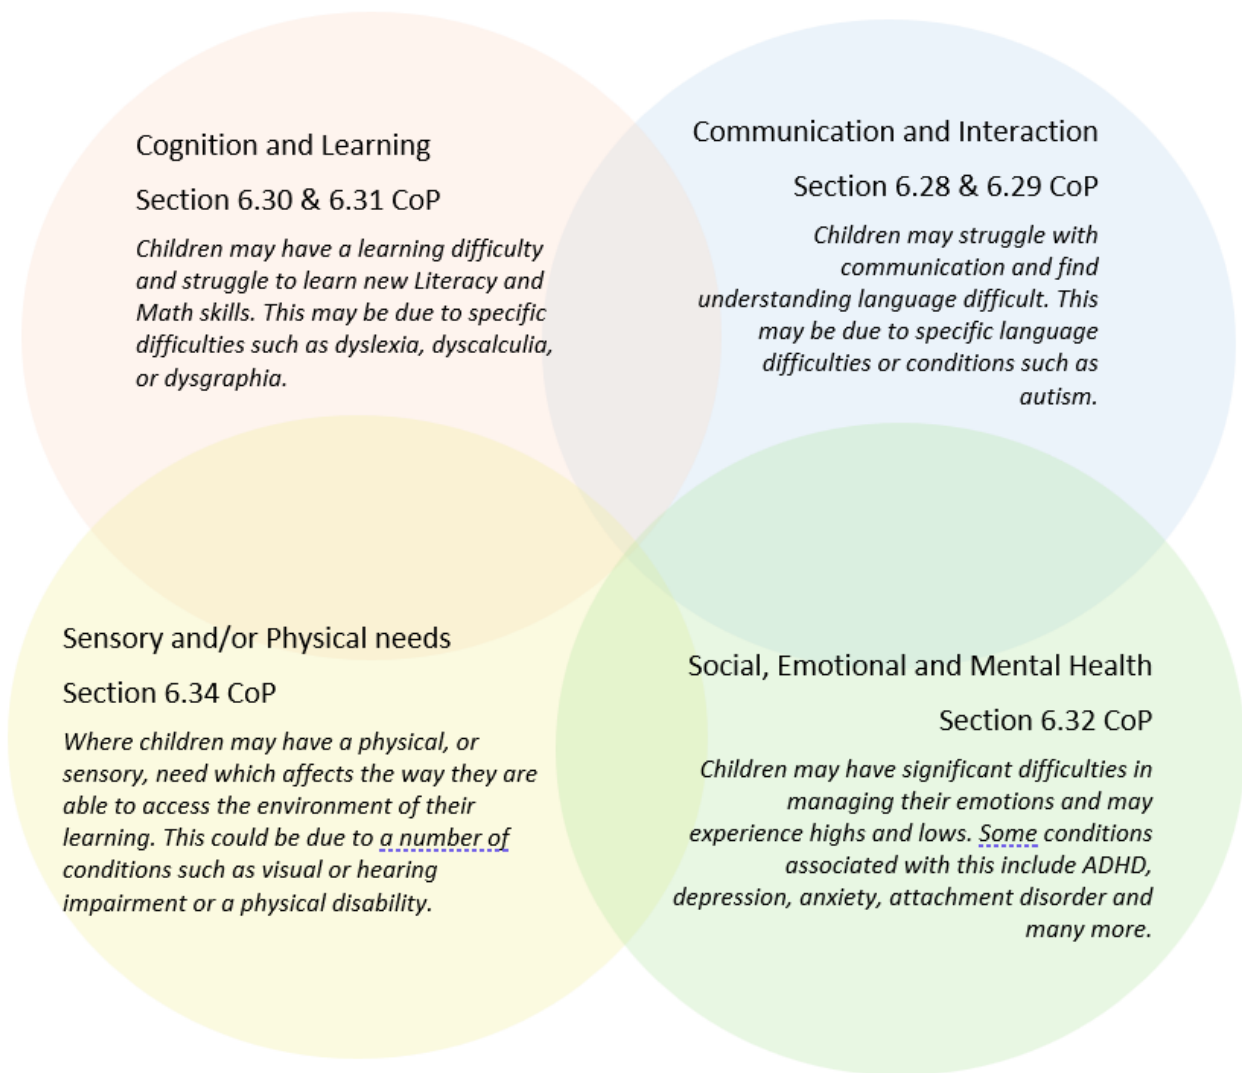 Cognition and Learning
Section 6.30 & 6.31 CoP
Children may have a learning difficulty
and struggle to learn new Literacy and
Math skills. This may be due to specific
difficulties such as dyslexia, dyscalculia,
or dysgraphia.
Communication and Interaction
Section 6.28 & 6.29 CoP
Children may struggle with
communication and find
understanding language difficult. This
may be due to specific language
difficulties or conditions such as
autism.
Sensory and/or Physical needs
Section 6.34 CoP
Where children may have a physical, or
sensory, need which affects the way they are
able to access the environment of their
learning. This could be due to a number of
conditions such as visual or hearing
impairment or a physical disability.
Social, Emotional and Mental Health
Section 6.32 CoP
Children may have significant difficulties in
managing their emotions and may
experience highs and lows. Some conditions
associated with this include ADHD,
depression, anxiety, attachment disorder and
many more.